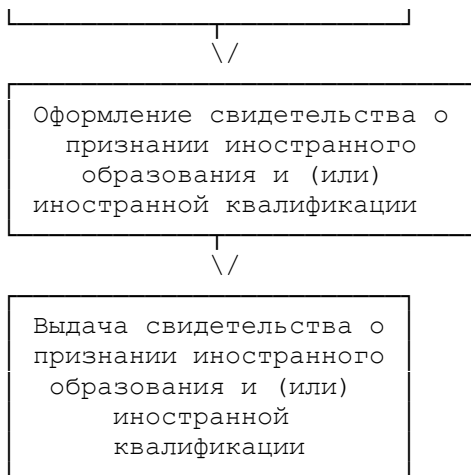 Оформление свидетельства о
признании иностранного
образования и (или)
иностранной квалификации
Выдача свидетельства о
признании иностранного
образования и (или)
иностранной
квалификации